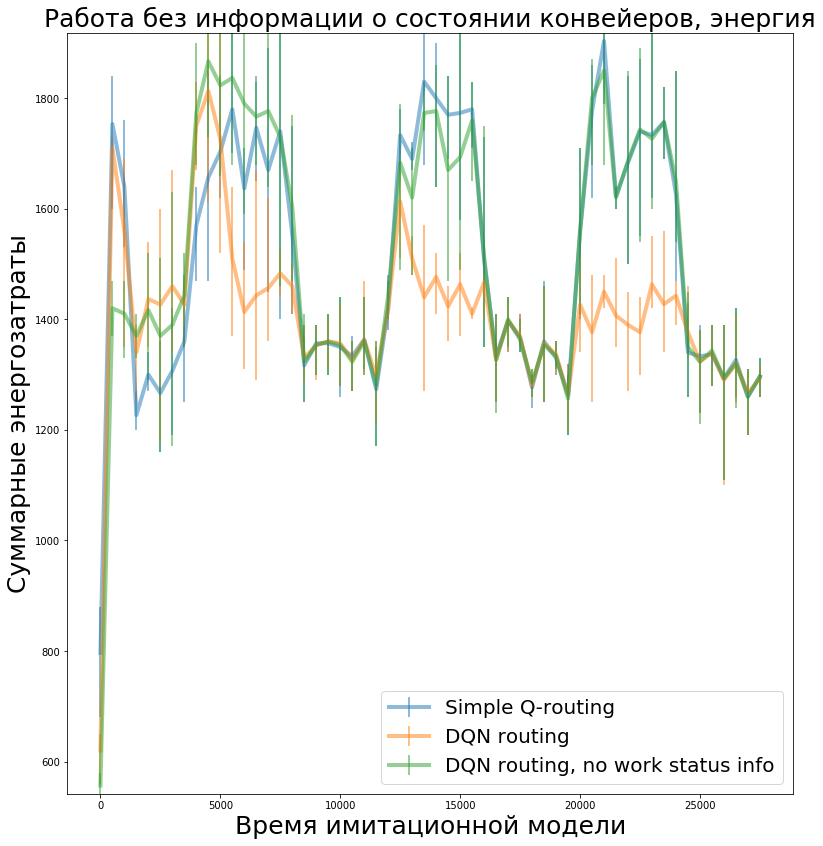 Работа без информации о состоянии конвейеров, энергия
Суммарные энергозатраты
1800
1600
1400
1200
1000
800
600
Simple Q-routing
DQN routing
DQN routing, no work status info
0 5000 10000 15000 20000 25000
Время имитационной модели